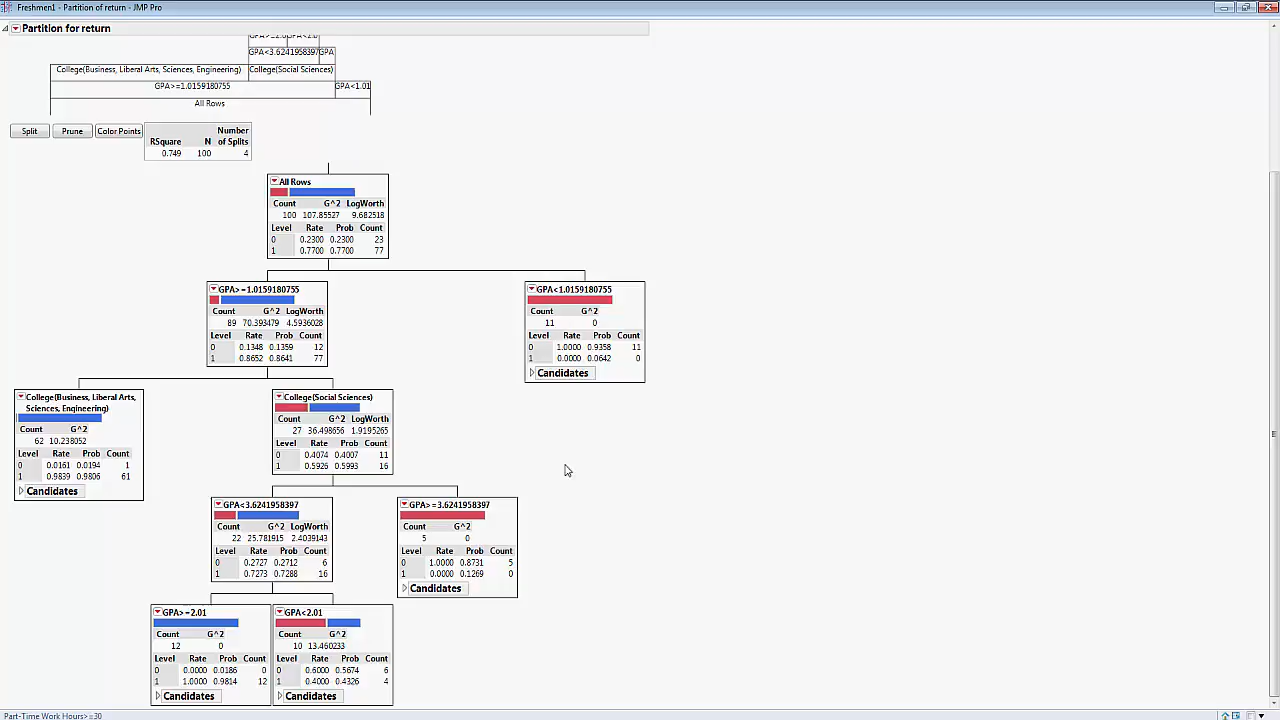 Freshmen1 - Partition of return - JMP Pro
Partition for return
GPA>=2.0 GPA<2.0
GPA<3.6241958397 GPA
College(Business, Liberal Arts, Sciences, Engineering) College(Social Sciences)
GPA>=1.0159180755 GPA<1.01
All Rows
Split Prune Color Points
Number
RSquare N of Splits
0.749 100 4
All Rows
Count G^2 LogWorth
100 107.85527 9.682518
Level Rate Prob Count
0 0.2300 0.2300 23
1 0.7700 0.7700 77
GPA>=1.0159180755
Count G^2 LogWorth
89 70.393479 4.5936028
Level Rate Prob Count
0 0.1348 0.1359 12
1 0.8652 0.8641 77
GPA<1.0159180755
Count G^2
11 0
Level Rate Prob Count
0 1.0000 0.9358 11
1 0.0000 0.0642 0
Candidates
College(Business, Liberal Arts,
Sciences, Engineering)
Count G^2
62 10.238052
Level Rate Prob Count
0 0.0161 0.0194 1
1 0.9839 0.9806 61
Candidates
College(Social Sciences)
Count G^2 LogWorth
27 36.498656 1.9195265
Level Rate Prob Count
0 0.4074 0.4007 11
1 0.5926 0.5993 16
GPA<3.6241958397
Count G^2 LogWorth
22 25.781915 2.4039143
Level Rate Prob Count
0 0.2727 0.2712 6
1 0.7273 0.7288 16
GPA>=3.6241958397
Count G^2
5 0
Level Rate Prob Count
0 1.0000 0.8731 5
1 0.0000 0.1269 0
Candidates
GPA>=2.01
Count G^2
12 0
Level Rate Prob Count
0 0.0000 0.0186 0
1 1.0000 0.9814 12
Candidates
GPA<2.01
Count G^2
10 13.460233
Level Rate Prob Count
0 0.6000 0.5674 6
1 0.4000 0.4326 4
Candidates
Part-Time Work Hours>=30